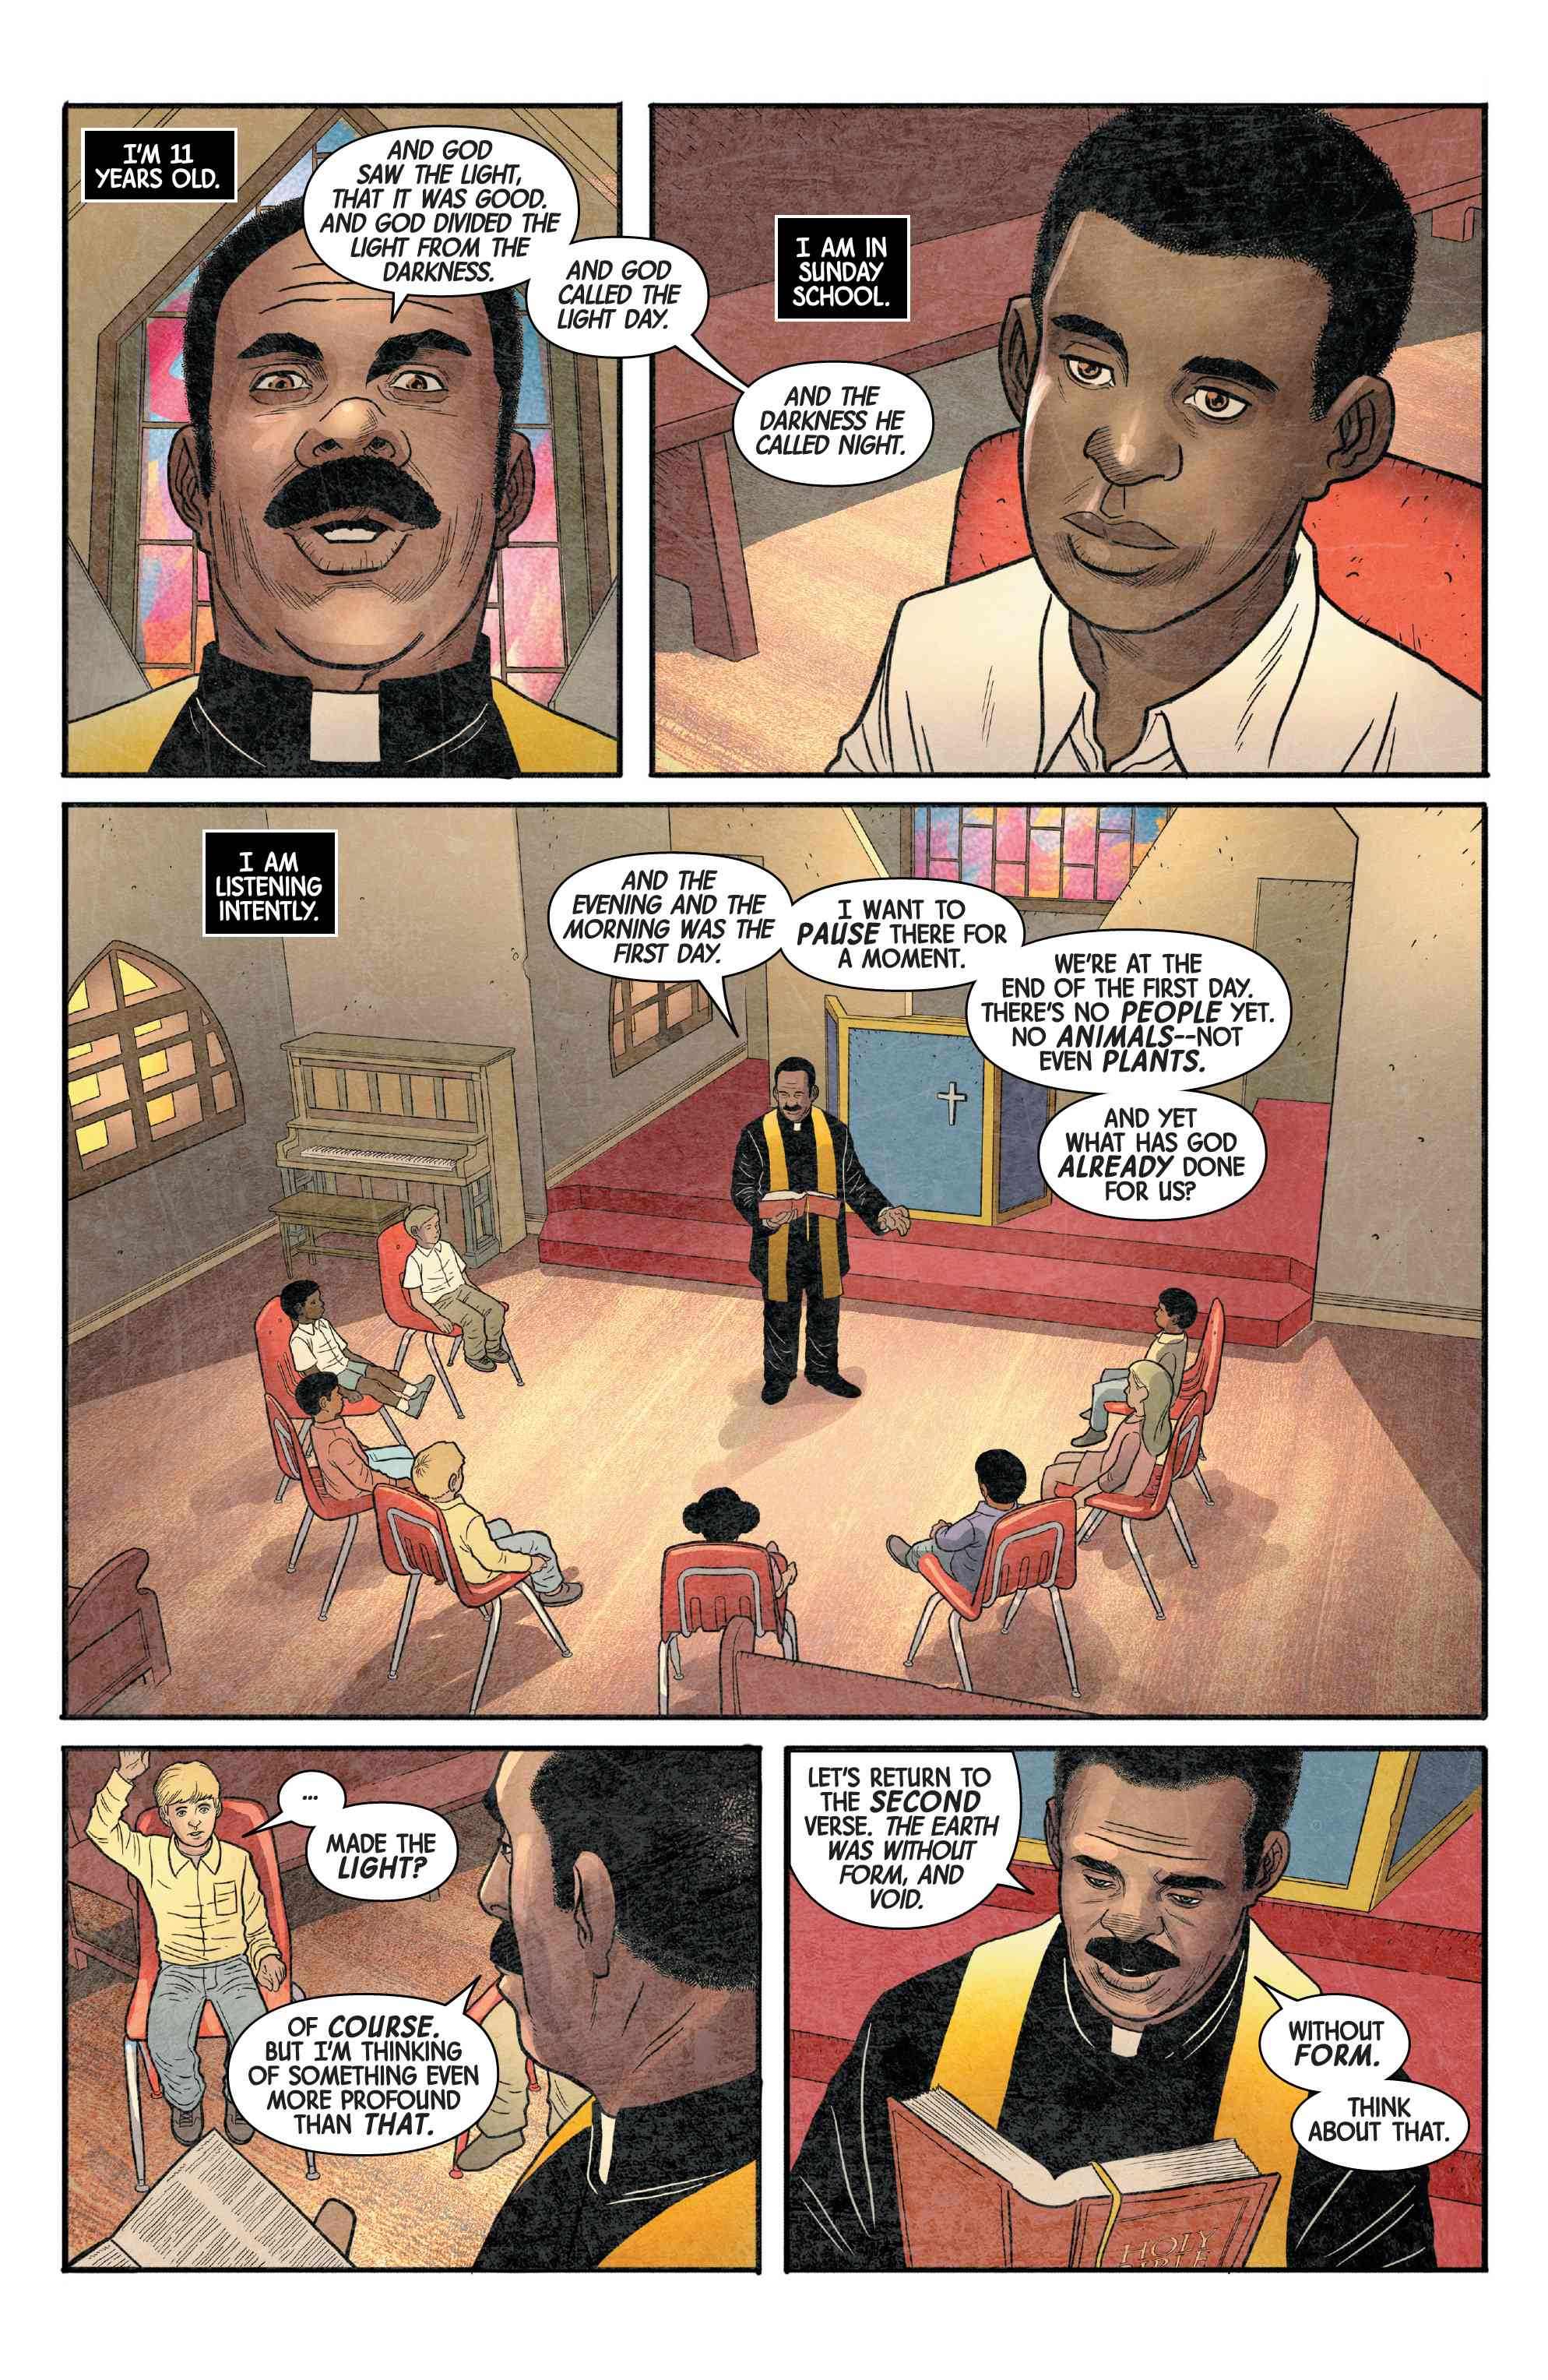 I'M 11
YEARS OLD.
AND GOD
SAW THE LIGHT,
THAT IT WAS GOOD.
AND GOD DIVIDED THE
LIGHT FROM THE
DARKNESS.
AND GOD
CALLED THE
LIGHT DAY.
I AM IN
SUNDAY
SCHOOL.
AND THE
DARKNESS HE
CALLED NIGHT.
I AM
LISTENING
INTENTLY.
AND THE
EVENING AND THE
MORNING WAS THE
FIRST DAY.
I WANT TO
PAUSE THERE FOR
A MOMENT.
WE'RE AT THE
END OF THE FIRST DAY.
THERE'S NO PEOPLE YET.
NO ANIMALS--NOT
EVEN PLANTS.
AND YET
WHAT HAS GOD
ALREADY DONE
FOR US?
...
MADE THE
LIGHT?
OF COURSE.
BUT I'M THINKING
OF SOMETHING EVEN
MORE PROFOUND
THAN THAT.
LET'S RETURN TO
THE SECOND
VERSE. THE EARTH
WAS WITHOUT
FORM, AND
VOID.
WITHOUT
FORM.
THINK
ABOUT THAT.
HOLY
BIBLE